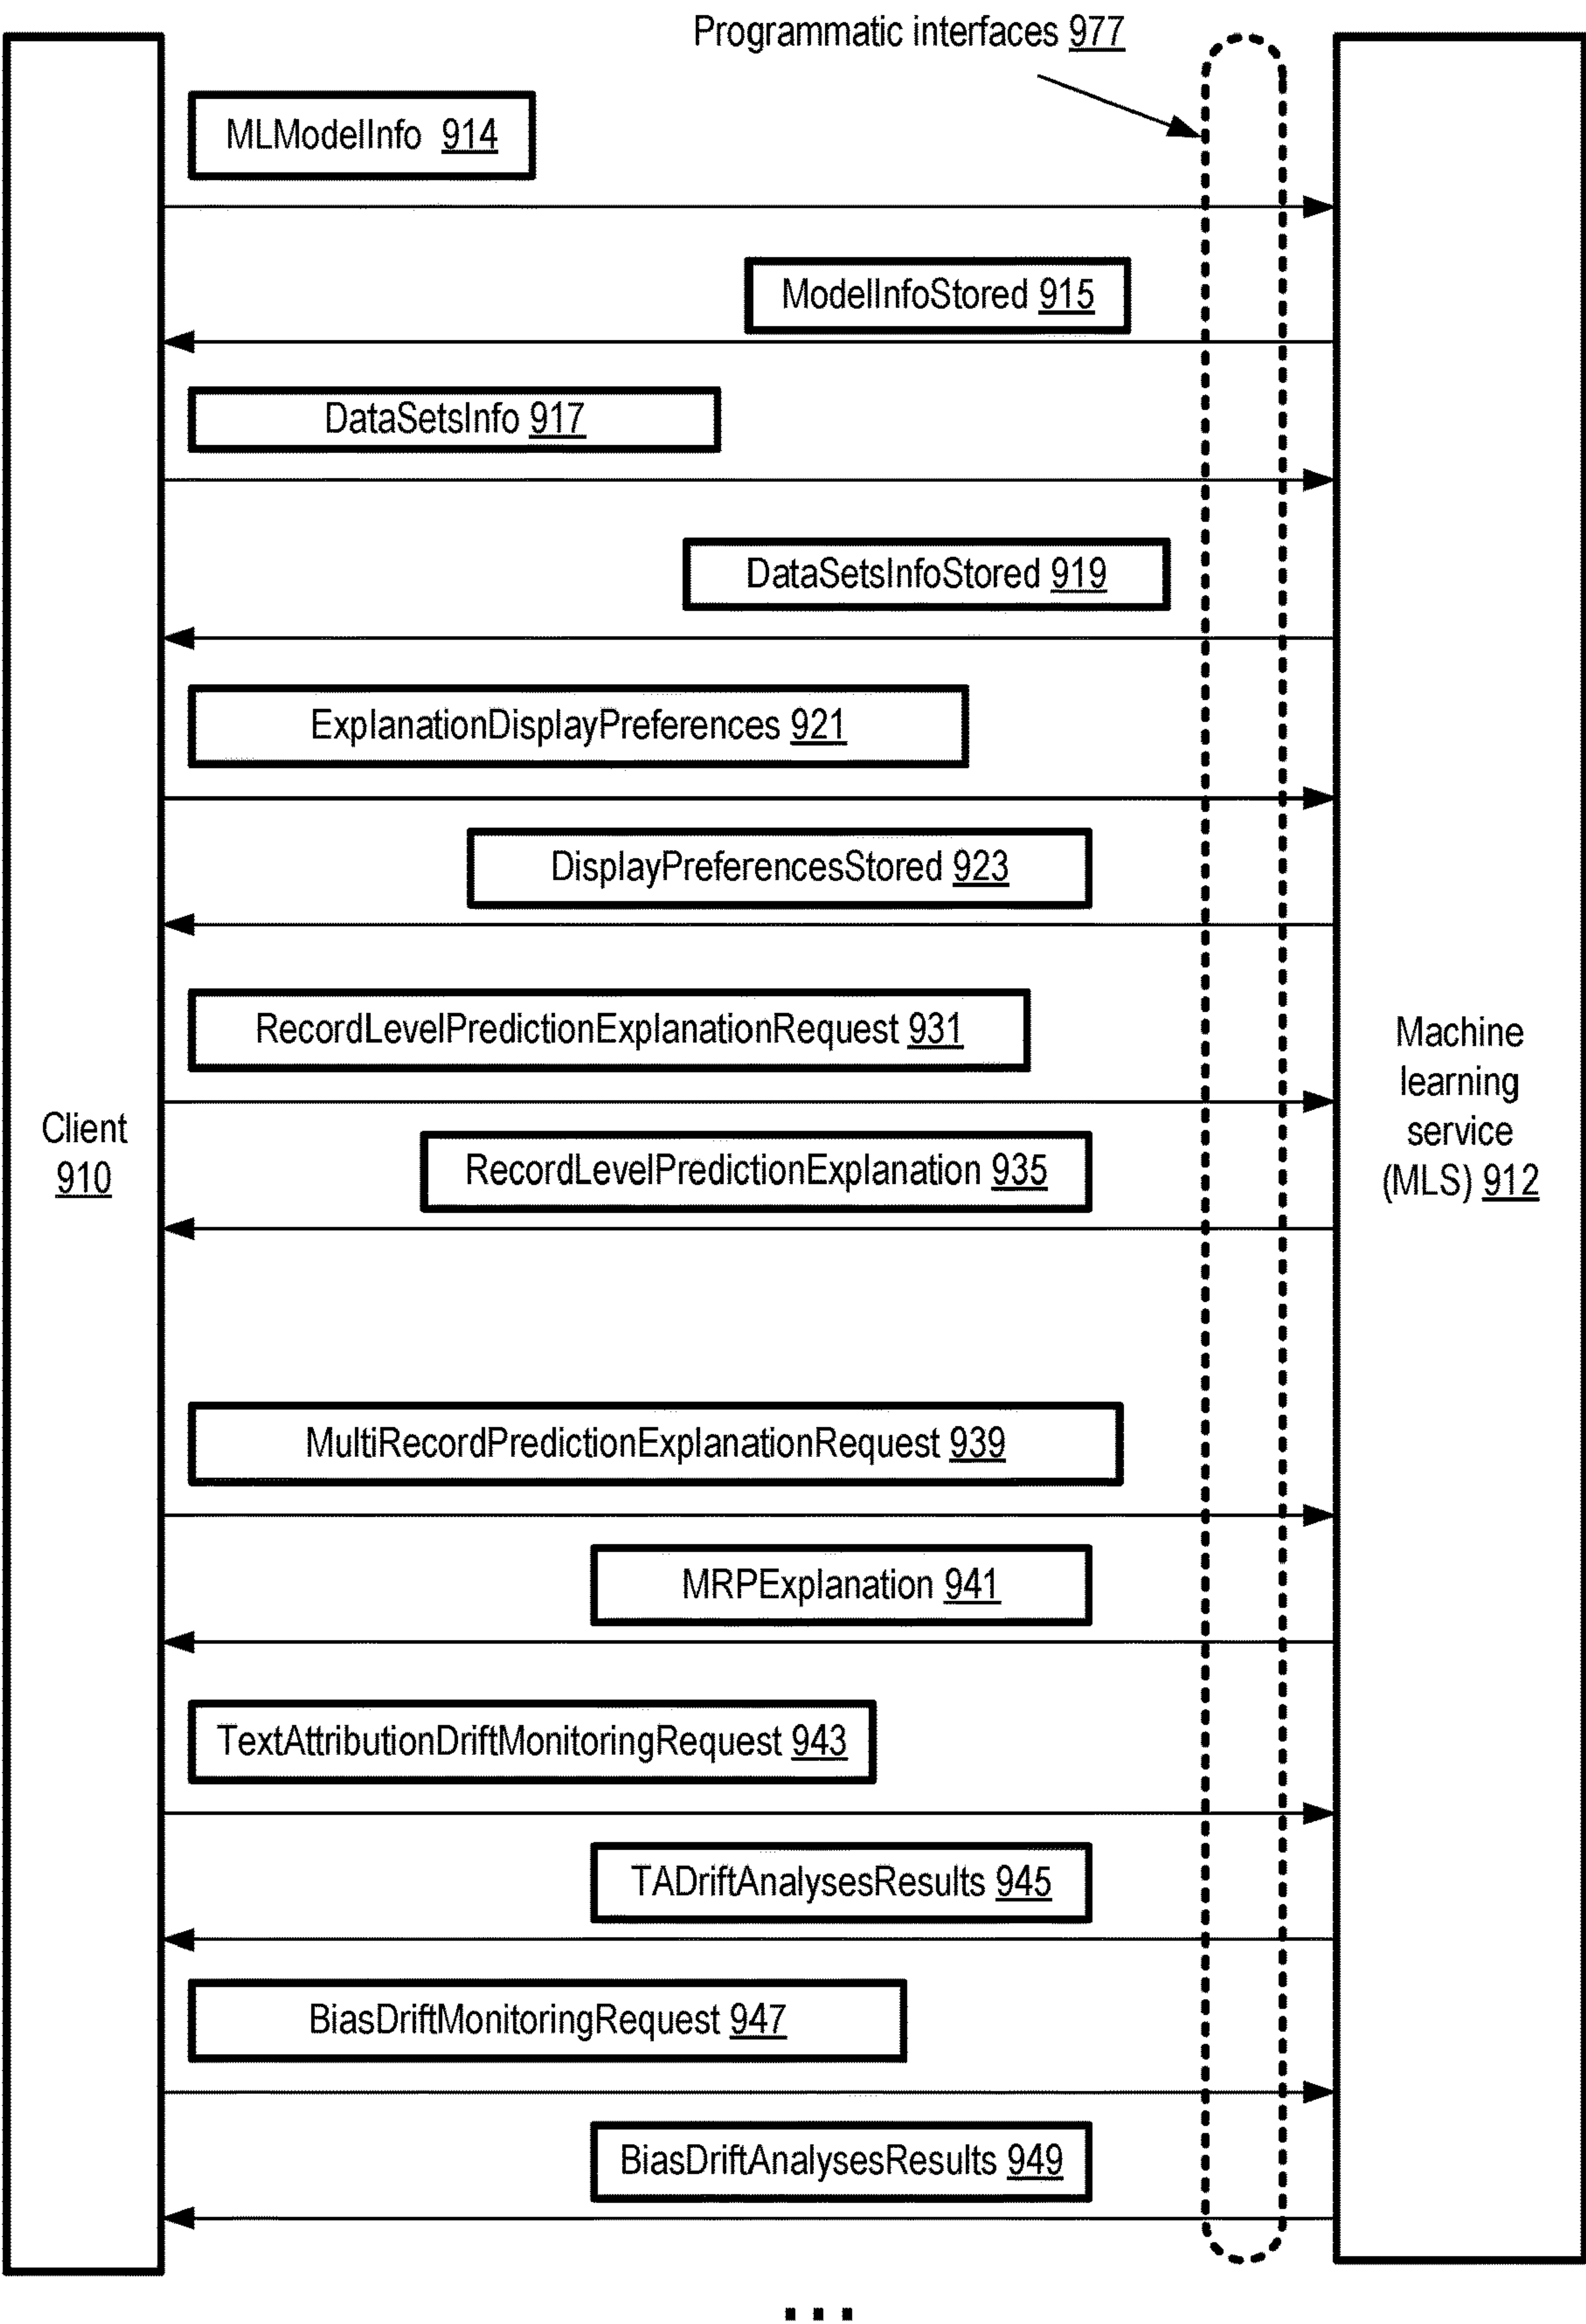 Programmatic interfaces 977
MLModelInfo 914
ModelInfoStored 915
DataSetsInfo 917
DataSetsInfoStored 919
ExplanationDisplayPreferences 921
DisplayPreferencesStored 923
RecordLevelPredictionExplanationRequest 931
RecordLevelPredictionExplanation 935
Client
910
Machine
learning
service
(MLS) 912
MultiRecordPredictionExplanationRequest 939
MRPExplanation 941
TextAttributionDriftMonitoringRequest 943
TADriftAnalysesResults 945
BiasDriftMonitoringRequest 947
BiasDriftAnalysesResults 949
...